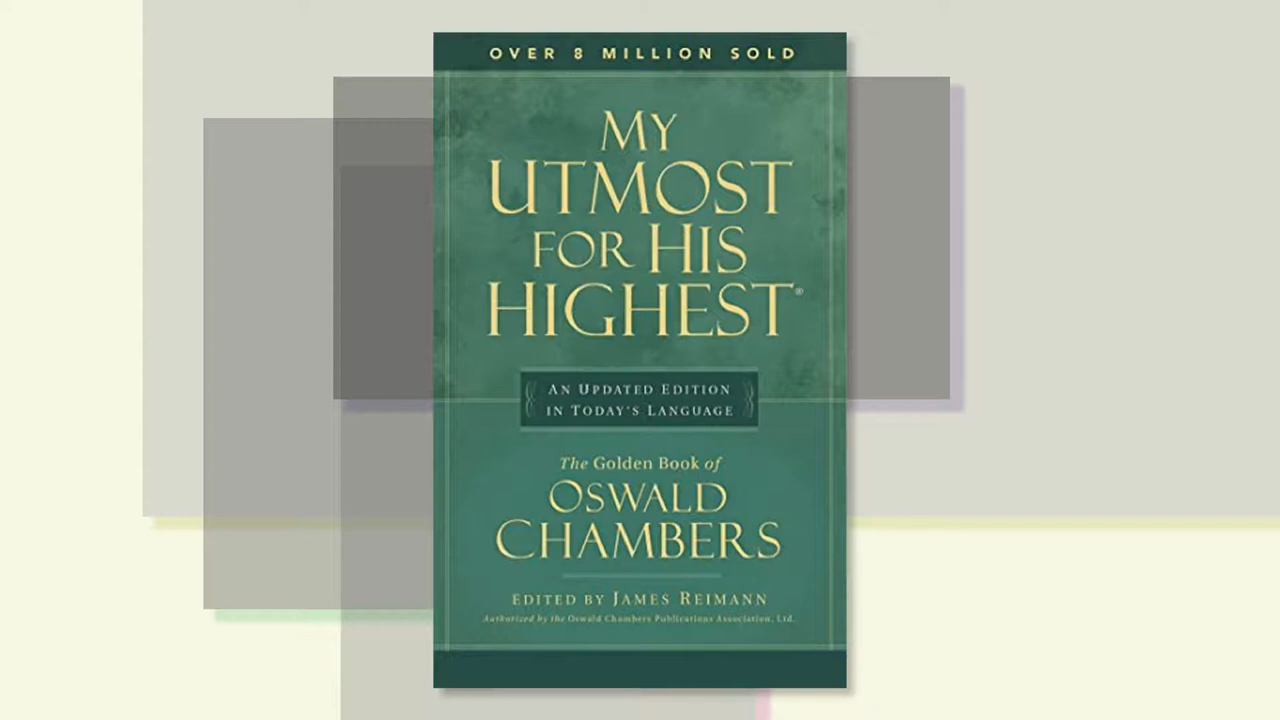 OVER 8 MILLION SOLD
MY
UTMOST
FOR HIS
HIGHEST®
AN UPDATED EDITION
IN TODAY'S LANGUAGE
The Golden Book of
OSWALD
CHAMBERS
EDITED BY JAMES REIMANN
Authorized by the Oswald Chambers Publications Association, Ltd.